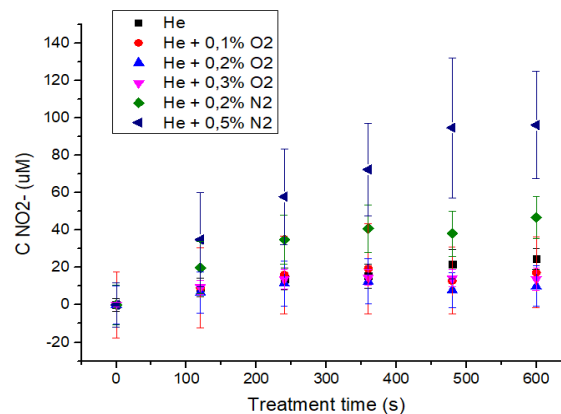 He
He + 0,1% O2
He + 0,2% O2
He + 0,3% O2
He + 0,2% N2
He + 0,5% N2
140
120
100
80
60
40
20
0
-20
C NO2- (uM)
0 100 200 300 400 500 600
Treatment time (s)